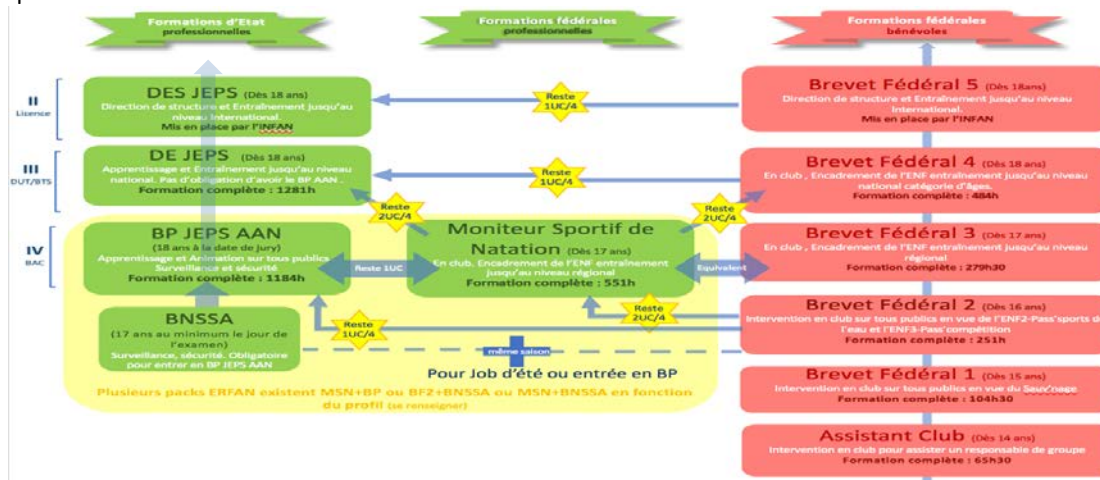 Formations d'Etat
professionnelles
Formations fédérales
professionnelles
Formations fédérales
bénévoles
II
Licence
DES JEPS (Dès 18 ans)
Direction de structure et Entraînement jusqu'au
niveau International.
Mis en place par l'INFAN
Reste
1UC/4
Brevet Fédéral 5 (Dès 18ans)
Direction de structure et Entraînement jusqu'au niveau
International.
Mis en place par l'INFAN
III
DUT/BTS
DE JEPS (Dès 18 ans)
Apprentissage et Entraînement jusqu'au niveau
national. Pas d'obligation d'avoir le BP AAN .
Formation complète : 1281h
Reste
1UC/4
Reste
2UC/4
Reste
2UC/4
Brevet Fédéral 4 (Dès 18 ans)
En club , Encadrement de l'ENF entraînement jusqu'au niveau
national catégorie d'âges.
Formation complète : 484h
IV
BAC
BP JEPS AAN
(18 ans à la date de Jury)
Apprentissage et Animation sur tous publics
Surveillance et sécurité
Formation complète : 1184h
Reste 1UC
Moniteur Sportif de
Natation (Dès 17 ans)
En club. Encadrement de l'ENF entraînement
jusqu'au niveau régional
Formation complète : 551h
Equivalent
Brevet Fédéral 3 (Dès 17 ans)
En club , Encadrement de l'ENF entraînement jusqu'au niveau
régional
Formation complète : 279h30
BNSSA
(17 ans au minimum le jour de
l'examen)
Surveillance, sécurité. Obligatoire
pour entrer en BP JEPS AAN
Reste
1UC/4
Reste
2UC/4
même saison
Pour Job d'été ou entrée en BP
Brevet Fédéral 2 (Dès 16 ans)
Intervention en club sur tous publics en vue de l'ENF2-Pass'sports de
l'eau et l'ENF3-Pass'compétition
Formation complète : 251h
Plusieurs packs ERFAN existent MSN+BP ou BF2+BNSSA ou MSN+BNSSA en fonction
du profil (se renseigner)
Brevet Fédéral 1 (Dès 15 ans)
Intervention en club sur tous publics en vue du Sauv'nage
Formation complète : 104h30
Assistant Club (Dès 14 ans)
Intervention en club pour assister un responsable de groupe
Formation complète : 65h30